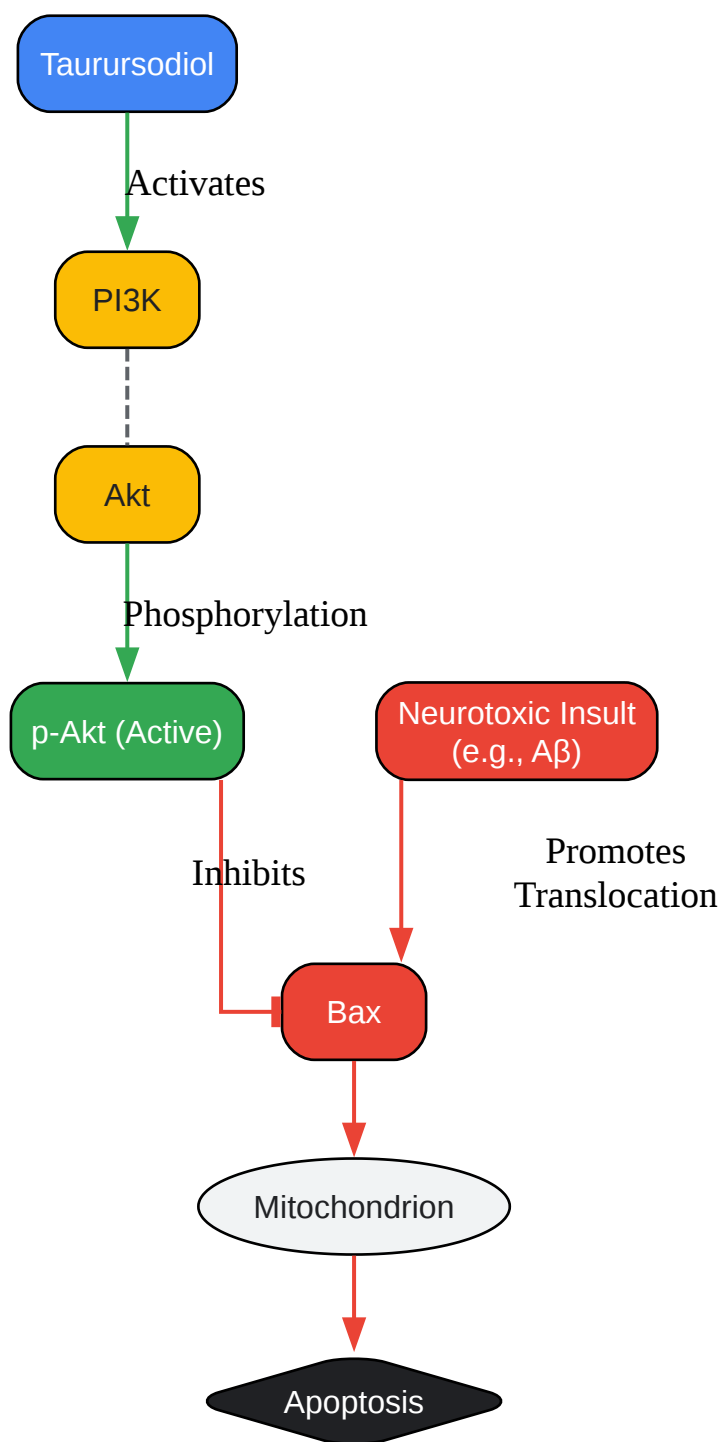 Taurursodiol
Activates
PI3K
Akt
Phosphorylation
p-Akt (Active)
Neurotoxic Insult
(e.g., Aβ)
Inhibits
Promotes
Translocation
Bax
Mitochondrion
Apoptosis